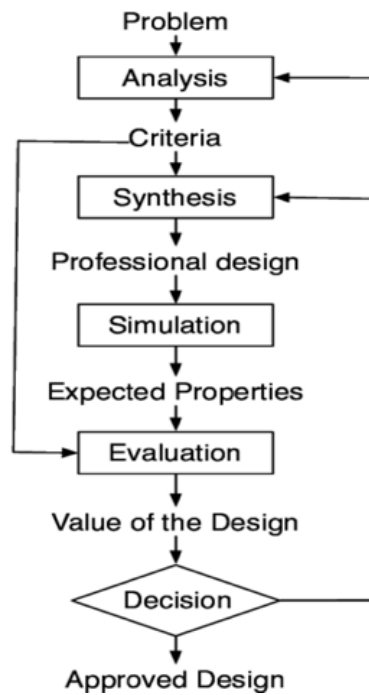 Problem
Analysis
Criteria
Synthesis
Professional design
Simulation
Expected Properties
Evaluation
Value of the Design
Decision
Approved Design